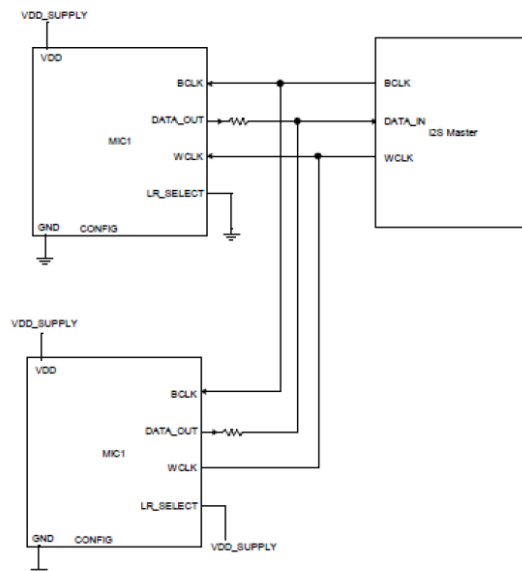 VDD_SUPPLY
VDD
BCLK
DATA_OUT
MIC1
WCLK
LR_SELECT
GND
CONFIG
BCLK
DATA_IN
I2S Master
WCLK
VDD_SUPPLY
VDD
BCLK
DATA_OUT
MIC1
WCLK
LR_SELECT
GND
CONFIG
VDD_SUPPLY